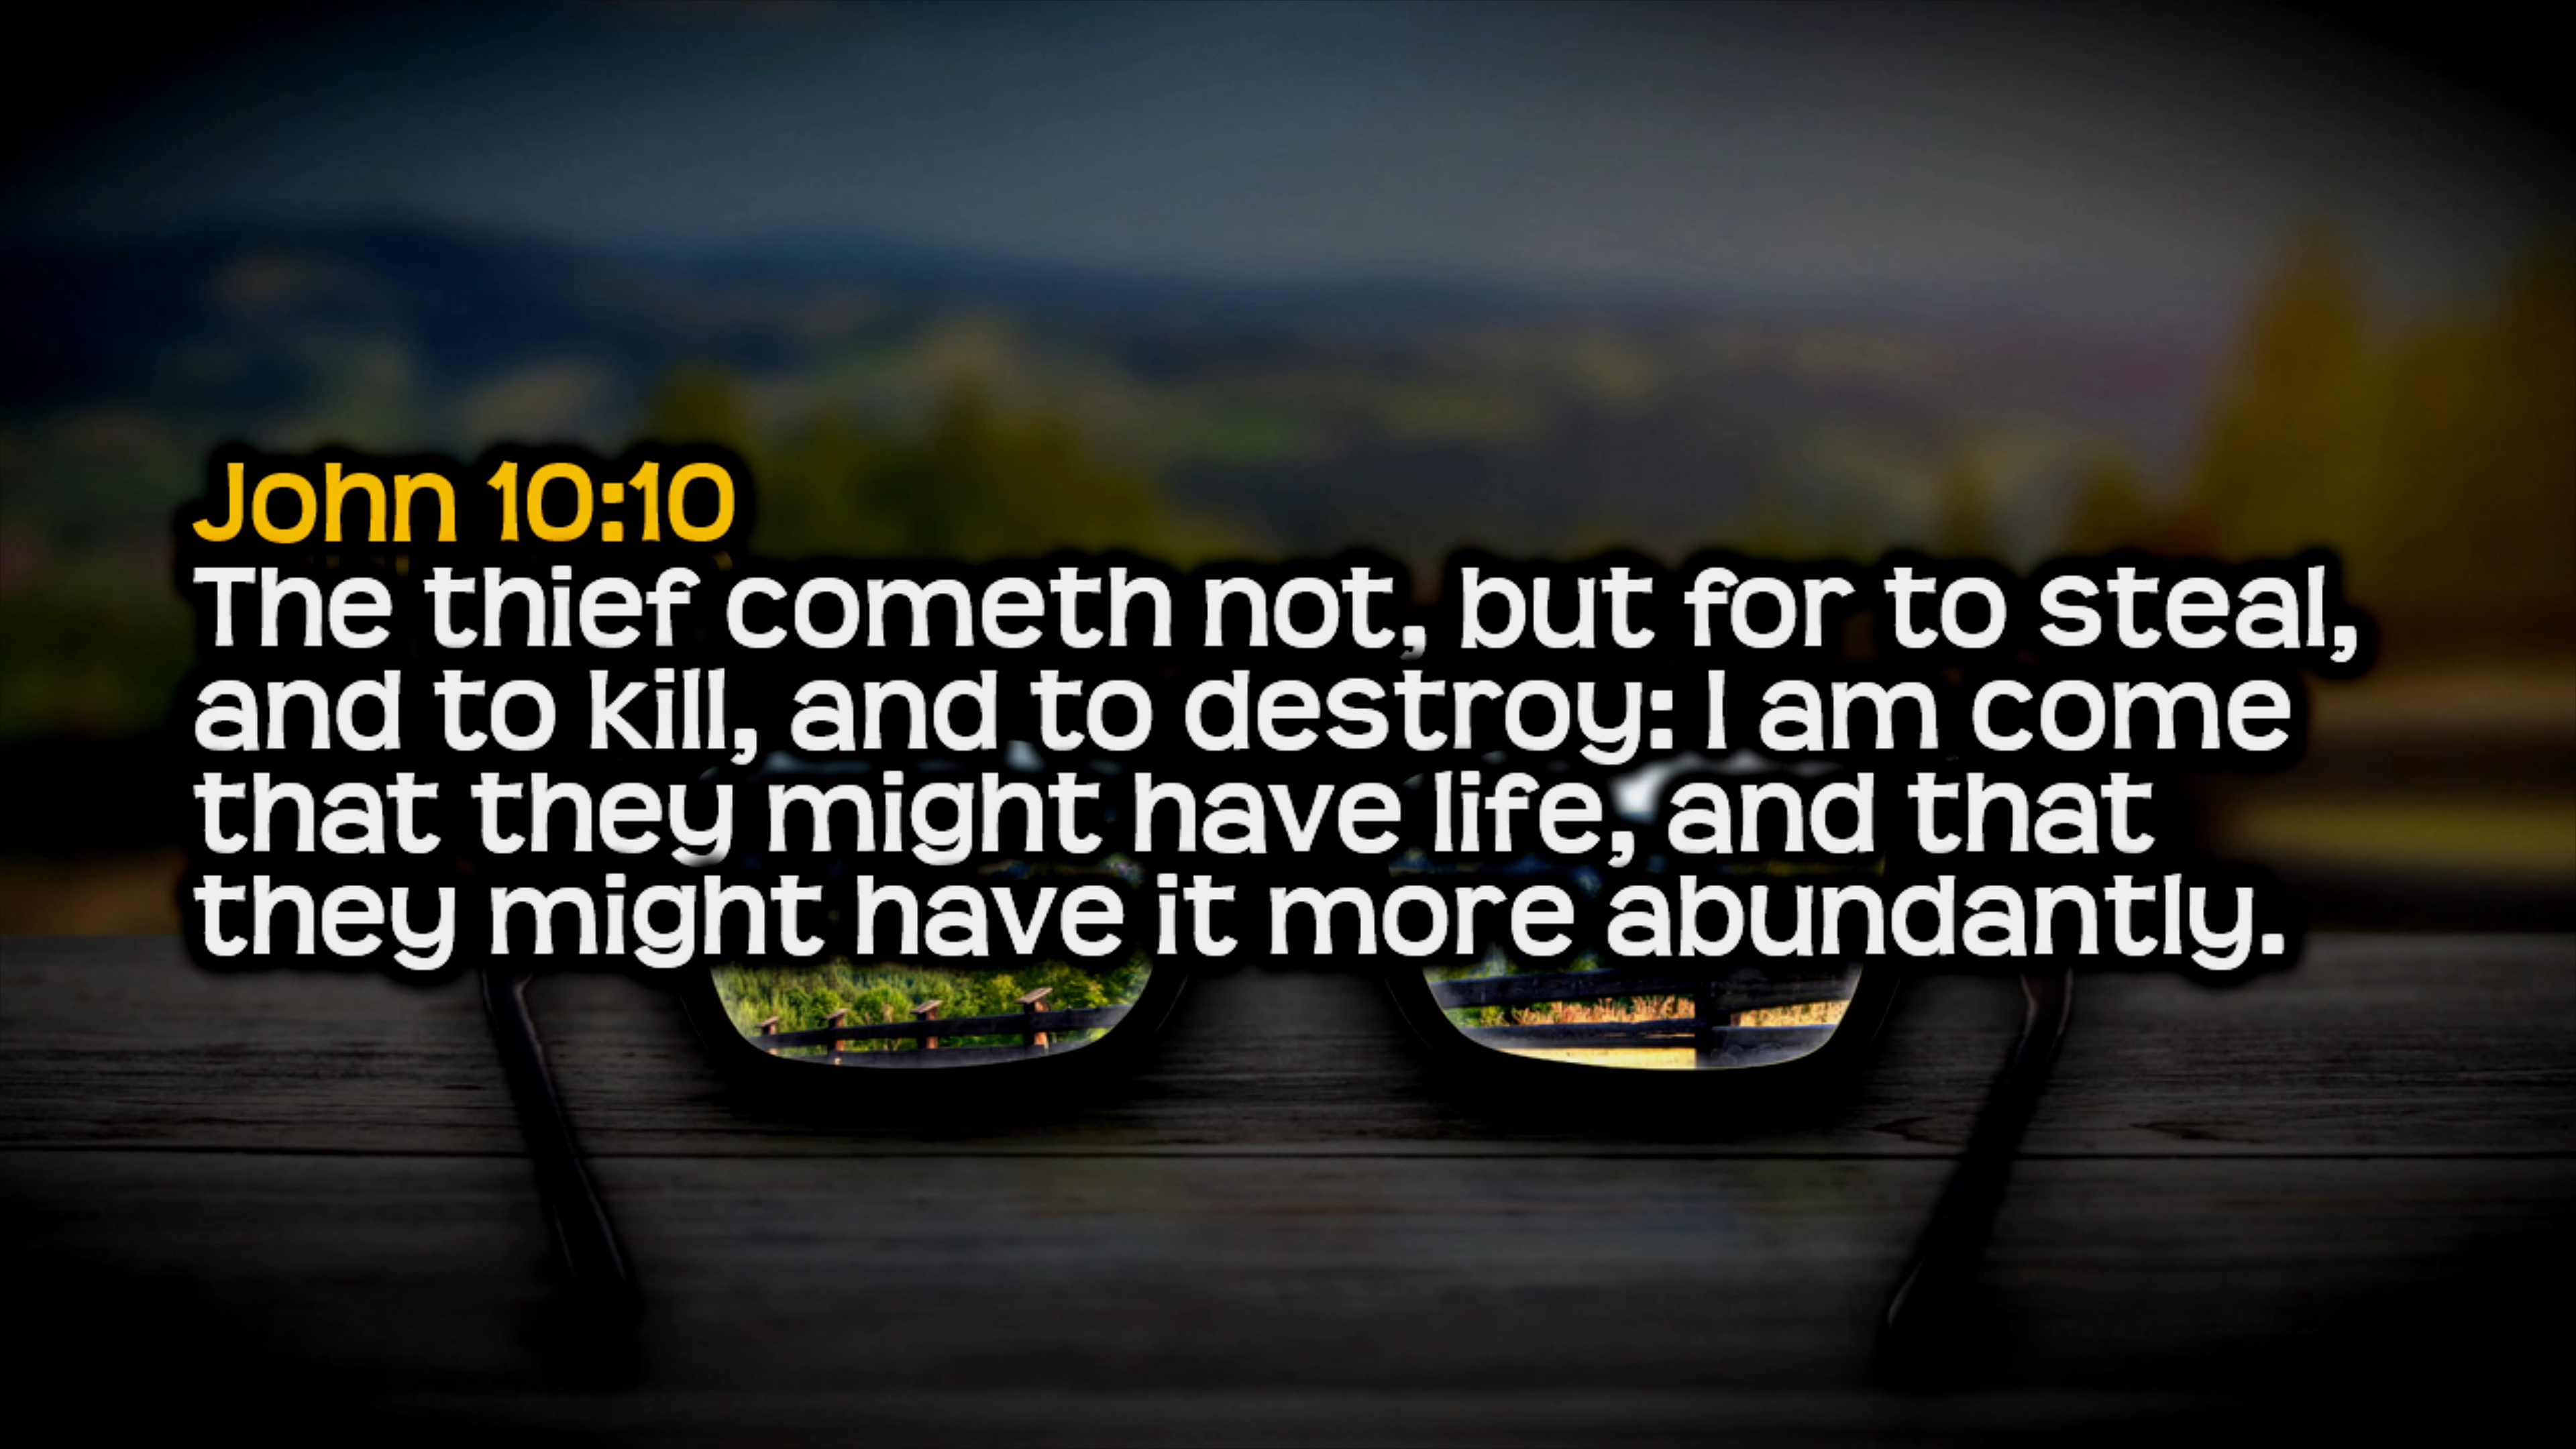 John 10:10
The thief cometh not, but for to steal,
and to kill, and to destroy: I am come
that they might have life, and that
they might have it more abundantly.